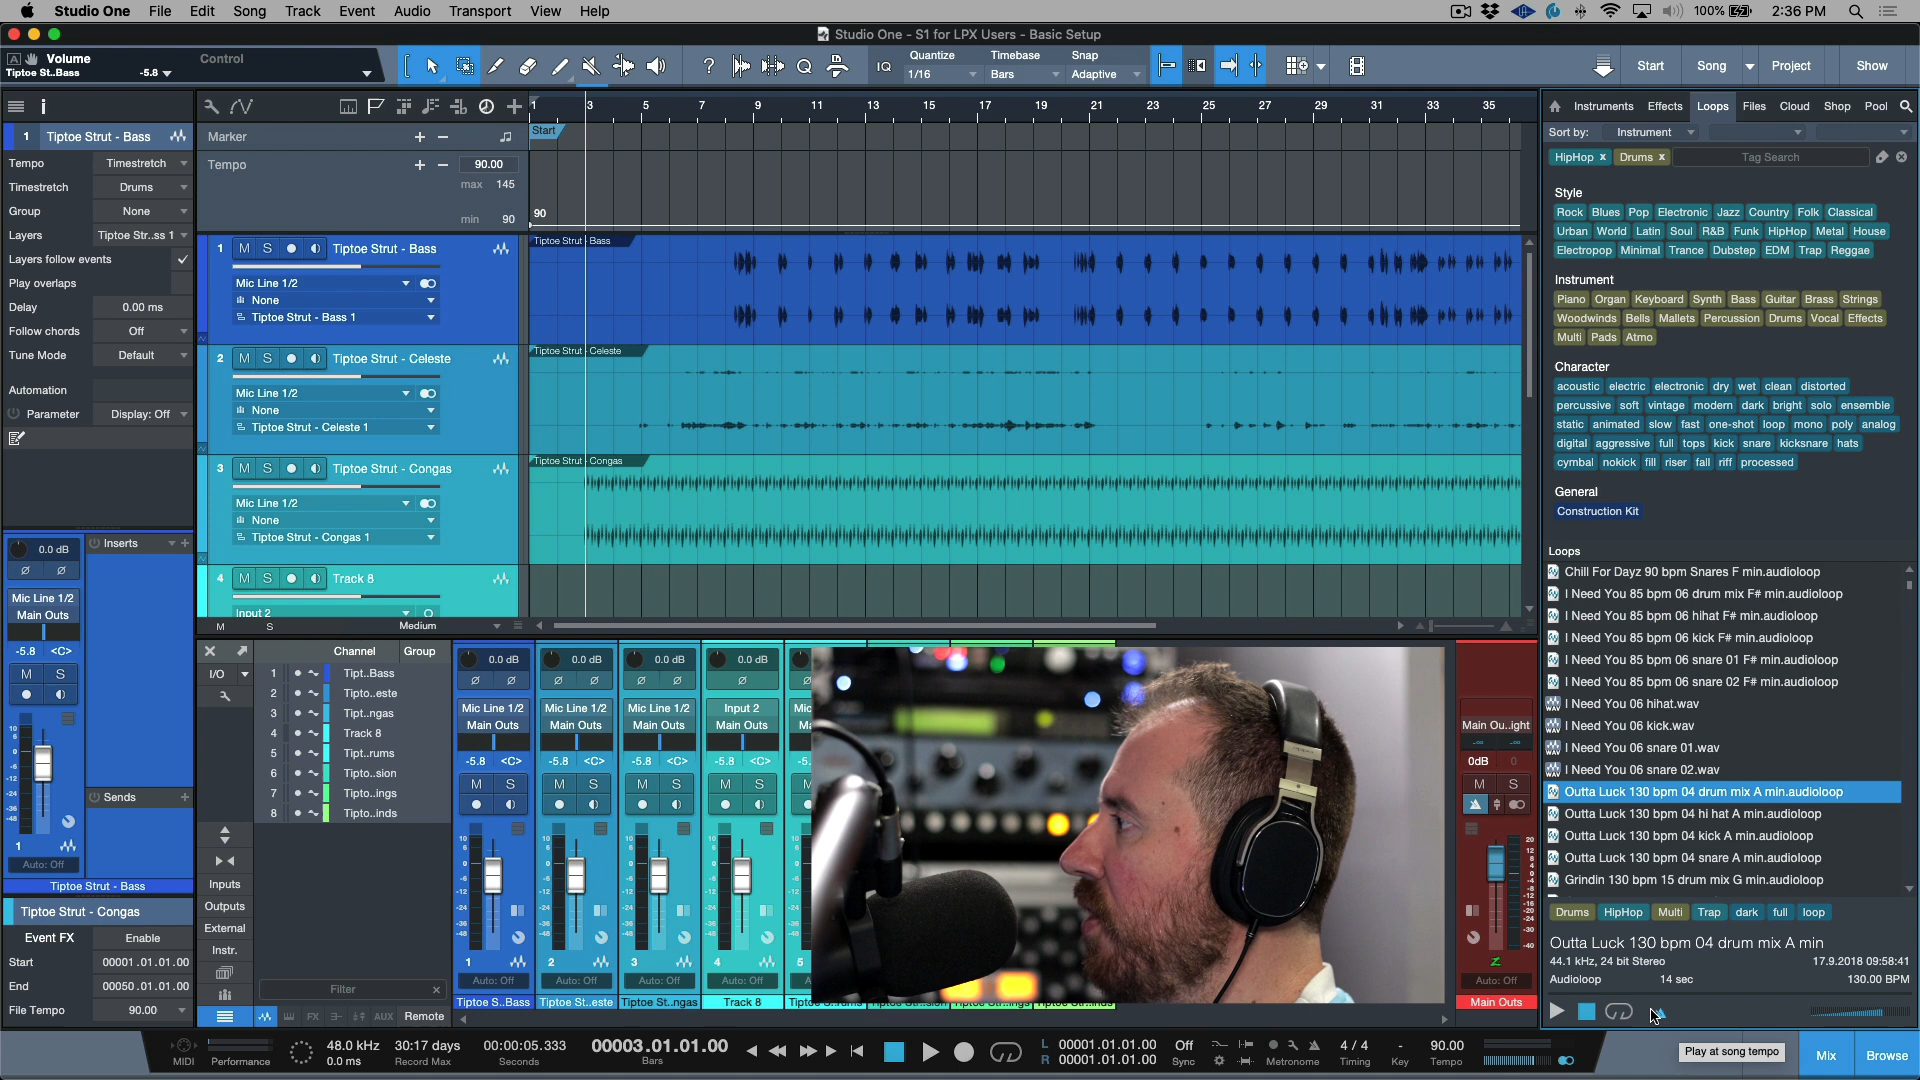 Studio One File Edit Song Track Event Audio Transport View Help
100% 2:36 PM
Studio One - S1 for LPX Users - Basic Setup
A Volume Control
Tiptoe St..Bass -5.8
IQ Quantize 1/16 Timebase Bars Snap Adaptive
Start Song Project Show
1 Tiptoe Strut - Bass
Tempo Timestretch
Timestretch Drums
Group None
Layers Tiptoe Str..ss 1
Layers follow events
Play overlaps
Delay 0.00 ms
Follow chords Off
Tune Mode Default
Automation
Parameter Display: Off
1 3 5 7 9 11 13 15 17 19 21 23 25 27 29 31 33 35
Marker
Start
Tempo 90.00
max 145
min 90
90
1 M S Tiptoe Strut - Bass
Mic Line 1/2
None
Tiptoe Strut - Bass 1
Tiptoe Strut - Bass
2 M S Tiptoe Strut - Celeste
Mic Line 1/2
None
Tiptoe Strut - Celeste 1
Tiptoe Strut - Celeste
3 M S Tiptoe Strut - Congas
Mic Line 1/2
None
Tiptoe Strut - Congas 1
Tiptoe Strut - Congas
4 M S Track 8
Input 2
M S Medium
Instruments Effects Loops Files Cloud Shop Pool
Sort by: Instrument
HipHop x Drums x Tag Search
Style
Rock Blues Pop Electronic Jazz Country Folk Classical
Urban World Latin Soul R&B Funk HipHop Metal House
Electropop Minimal Trance Dubstep EDM Trap Reggae
Instrument
Piano Organ Keyboard Synth Bass Guitar Brass Strings
Woodwinds Bells Mallets Percussion Drums Vocal Effects
Multi Pads Atmo
Character
acoustic electric electronic dry wet clean distorted
percussive soft vintage modern dark bright solo ensemble
static animated slow fast one-shot loop mono poly analog
digital aggressive full tops kick snare kicksnare hats
cymbal nokick fill riser fall riff processed
General
Construction Kit
Loops
Chill For Dayz 90 bpm Snares F min.audioloop
I Need You 85 bpm 06 drum mix F# min.audioloop
I Need You 85 bpm 06 hihat F# min.audioloop
I Need You 85 bpm 06 kick F# min.audioloop
I Need You 85 bpm 06 snare 01 F# min.audioloop
I Need You 85 bpm 06 snare 02 F# min.audioloop
I Need You 06 hihat.wav
I Need You 06 kick.wav
I Need You 06 snare 01.wav
I Need You 06 snare 02.wav
Outta Luck 130 bpm 04 drum mix A min.audioloop
Outta Luck 130 bpm 04 hi hat A min.audioloop
Outta Luck 130 bpm 04 kick A min.audioloop
Outta Luck 130 bpm 04 snare A min.audioloop
Grindin 130 bpm 15 drum mix G min.audioloop
Drums HipHop Multi Trap dark full loop
Outta Luck 130 bpm 04 drum mix A min
44.1 kHz, 24 bit Stereo 17.9.2018 09:58:41
Audioloop 14 sec 130.00 BPM
0.0 dB Inserts
Mic Line 1/2
Main Outs
-5.8 <C>
M S
Sends
1
Auto: Off
Tiptoe Strut - Bass
Tiptoe Strut - Congas
Event FX Enable
Start 00001.01.01.00
End 00050.01.01.00
File Tempo 90.00
Channel Group
I/O
1 Tipt..Bass
2 Tipto..este
3 Tipt..ngas
4 Track 8
5 Tipt..rums
6 Tipto..sion
7 Tipto..ings
8 Tipto..inds
Inputs
Outputs
External
Instr.
Filter
FX AUX Remote
0.0 dB 0.0 dB 0.0 dB 0.0 dB
Mic Line 1/2 Mic Line 1/2 Mic Line 1/2 Input 2
Main Outs Main Outs Main Outs Main Outs
-5.8 <C> -5.8 <C> -5.8 <C> -5.8 <C>
M S M S M S M S
1 2 3 4 5
Auto: Off Auto: Off Auto: Off Auto: Off
Tiptoe S..Bass Tiptoe St..este Tiptoe St..ngas Track 8
Main Ou..ight
0dB 0
M S
Auto: Off
Main Outs
MIDI Performance
48.0 kHz
0.0 ms
30:17 days
Record Max
00:00:05.333
Seconds
00003.01.01.00
Bars
L 00001.01.01.00
R 00001.01.01.00
Off
Sync
Metronome
4 / 4
Timing
-
Key
90.00
Tempo
Play at song tempo
Mix Browse